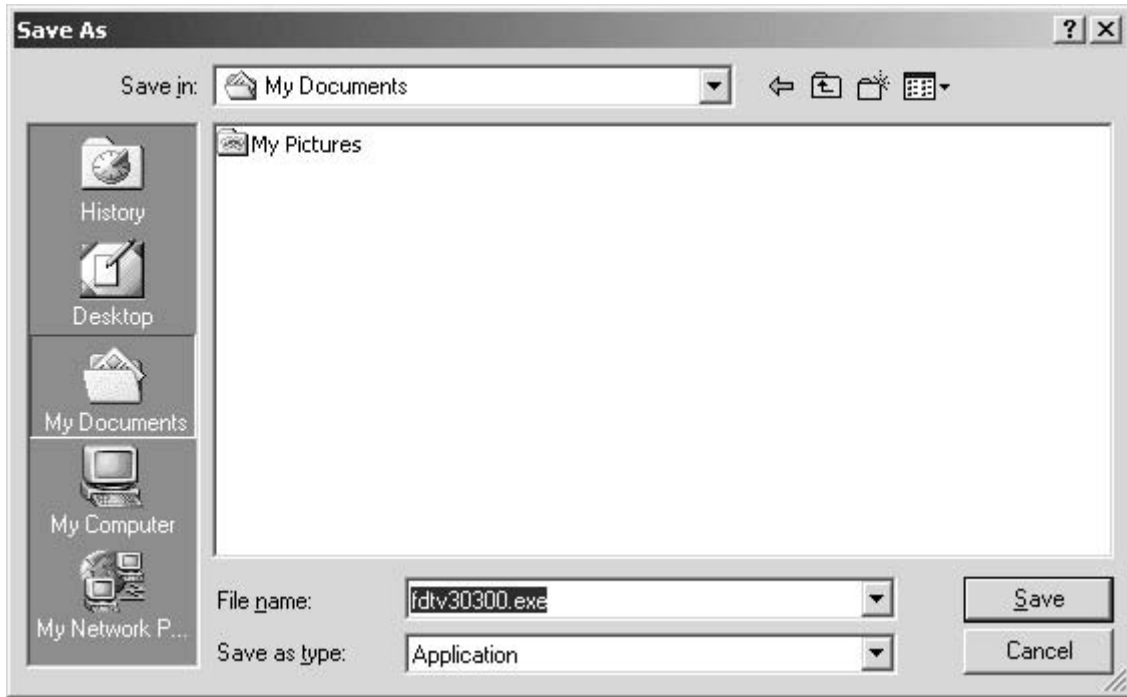 Save As
Save in:
My Documents
My Pictures
History
Desktop
My Documents
My Computer
My Network P...
File name:
fdtv30300.exe
Save
Save as type:
Application
Cancel